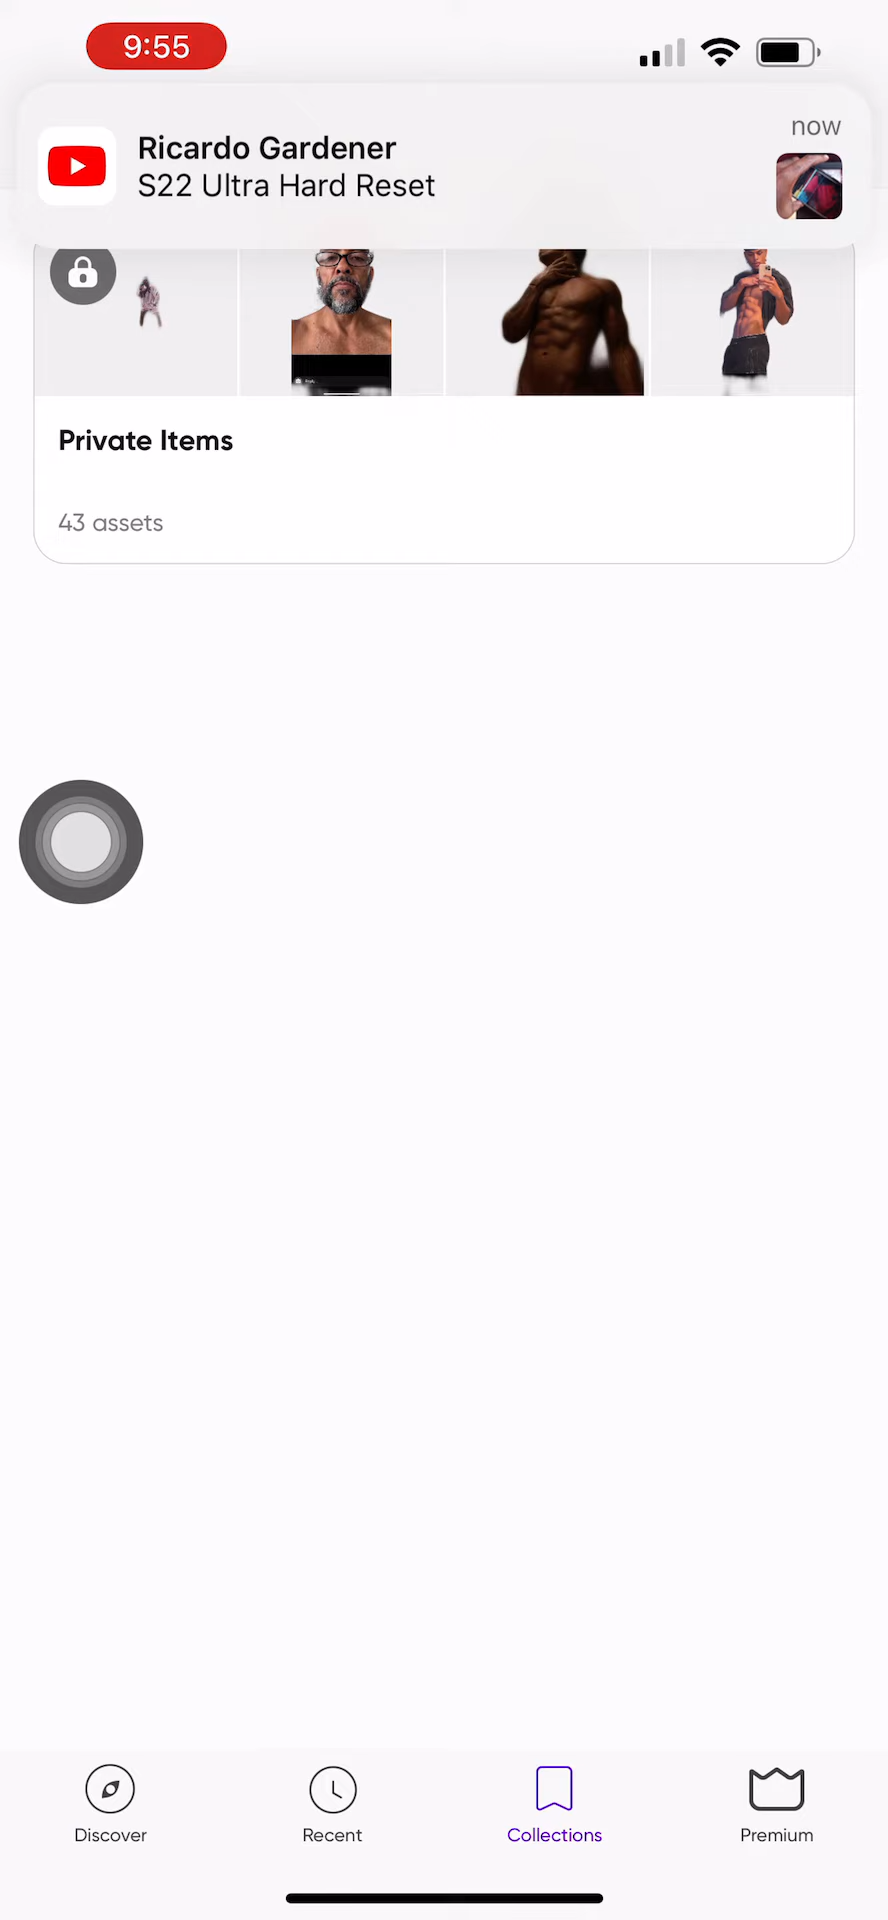 9:55
now
Ricardo Gardener
S22 Ultra Hard Reset
Private Items
43 assets
Discover
Recent
Collections
Premium